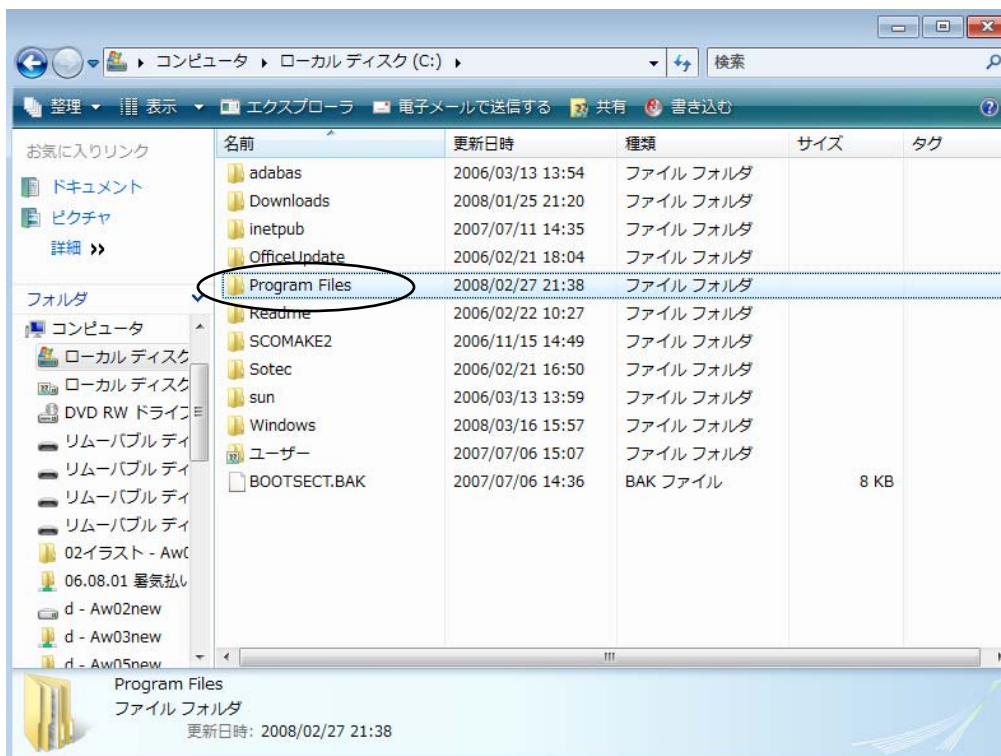 コンピュータ ▸ ローカル ディスク (C:) ▸
検索
整理 表示 エクスプローラ 電子メールで送信する 共有 書き込む
お気に入りリンク
ドキュメント
ピクチャ
詳細 >>
フォルダ
コンピュータ
ローカル ディスク
ローカル ディスク
DVD RW ドライブ
リムーバブル ディ
リムーバブル ディ
リムーバブル ディ
リムーバブル ディ
02イラスト - Aw
06.08.01 暑気払い
d - Aw02new
d - Aw03new
d - Aw05new
名前 更新日時 種類 サイズ タグ
adabas 2006/03/13 13:54 ファイル フォルダ
Downloads 2008/01/25 21:20 ファイル フォルダ
inetpub 2007/07/11 14:35 ファイル フォルダ
OfficeUpdate 2006/02/21 18:04 ファイル フォルダ
Program Files 2008/02/27 21:38 ファイル フォルダ
Readme 2006/02/22 10:27 ファイル フォルダ
SCOMAKE2 2006/11/15 14:49 ファイル フォルダ
Sotec 2006/02/21 16:50 ファイル フォルダ
sun 2006/03/13 13:59 ファイル フォルダ
Windows 2008/03/16 15:57 ファイル フォルダ
ユーザー 2007/07/06 15:07 ファイル フォルダ
BOOTSECT.BAK 2007/07/06 14:36 BAK ファイル 8 KB
Program Files
ファイル フォルダ
更新日時: 2008/02/27 21:38